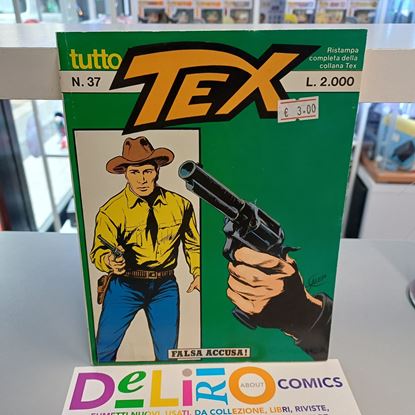 tutto
TEX
Ristampa
completa della
collana Tex
N. 37
L. 2.000
€ 3.00
FALSA ACCUSA!
DeLiRiO
ABOUT
COMICS
FUMETTI NUOVI, USATI, DA COLLEZIONE, LIBRI, RIVISTE,